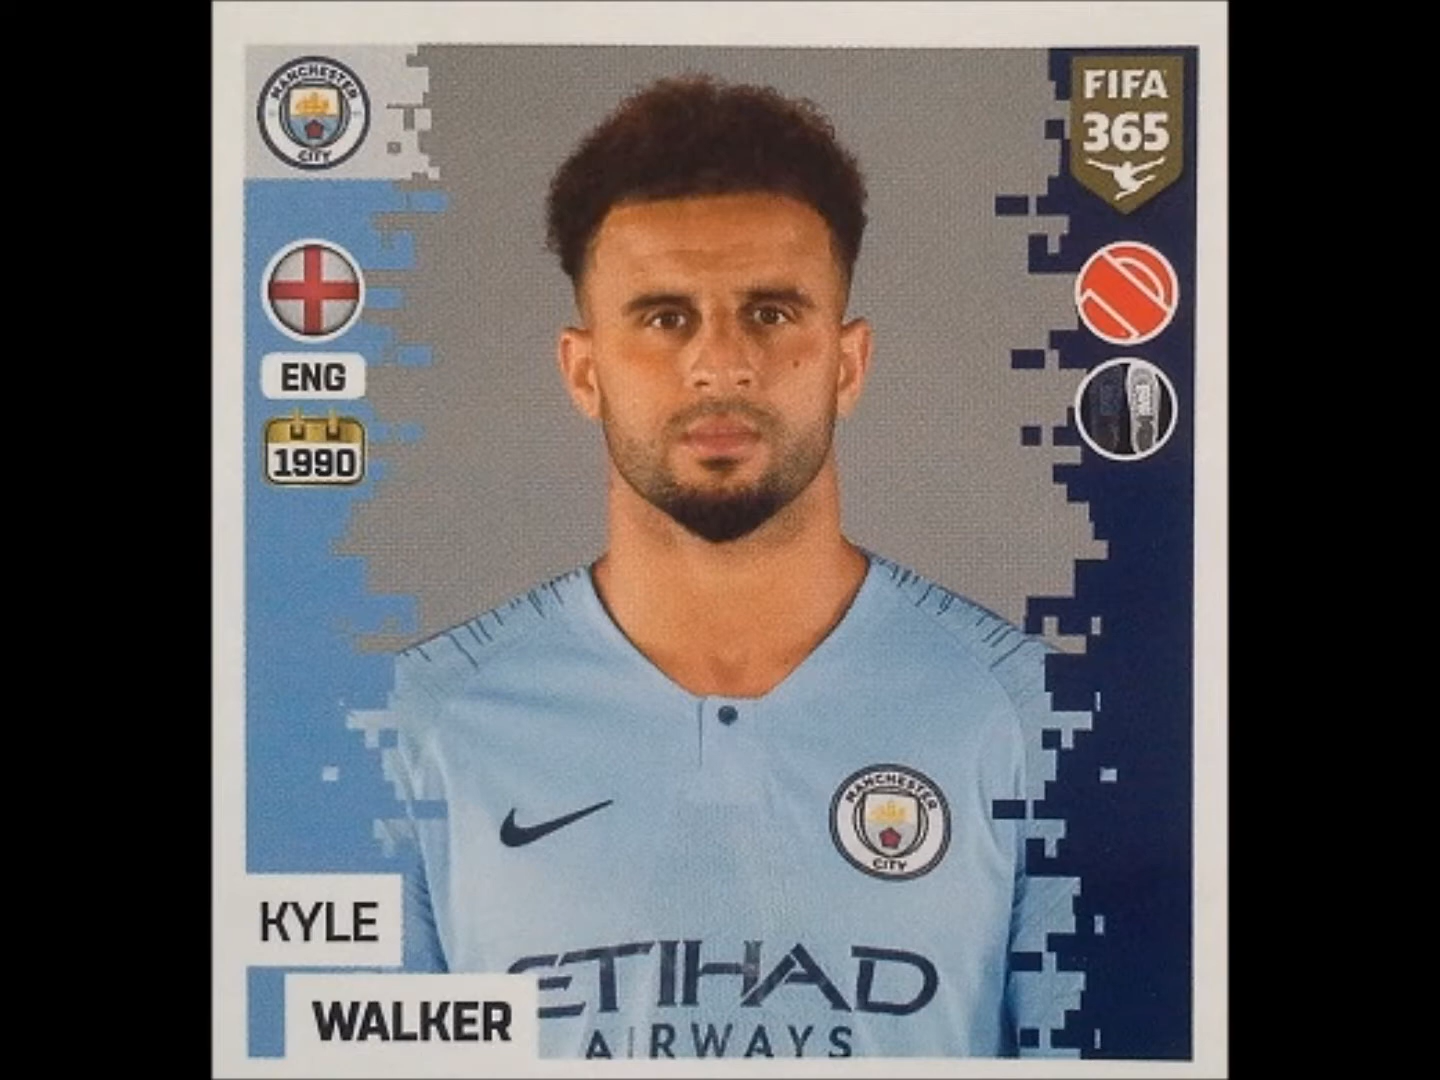 MANCHESTER
CITY
FIFA
365
ENG
1990
MANCHESTER
CITY
KYLE
WALKER
ETIHAD
AIRWAYS